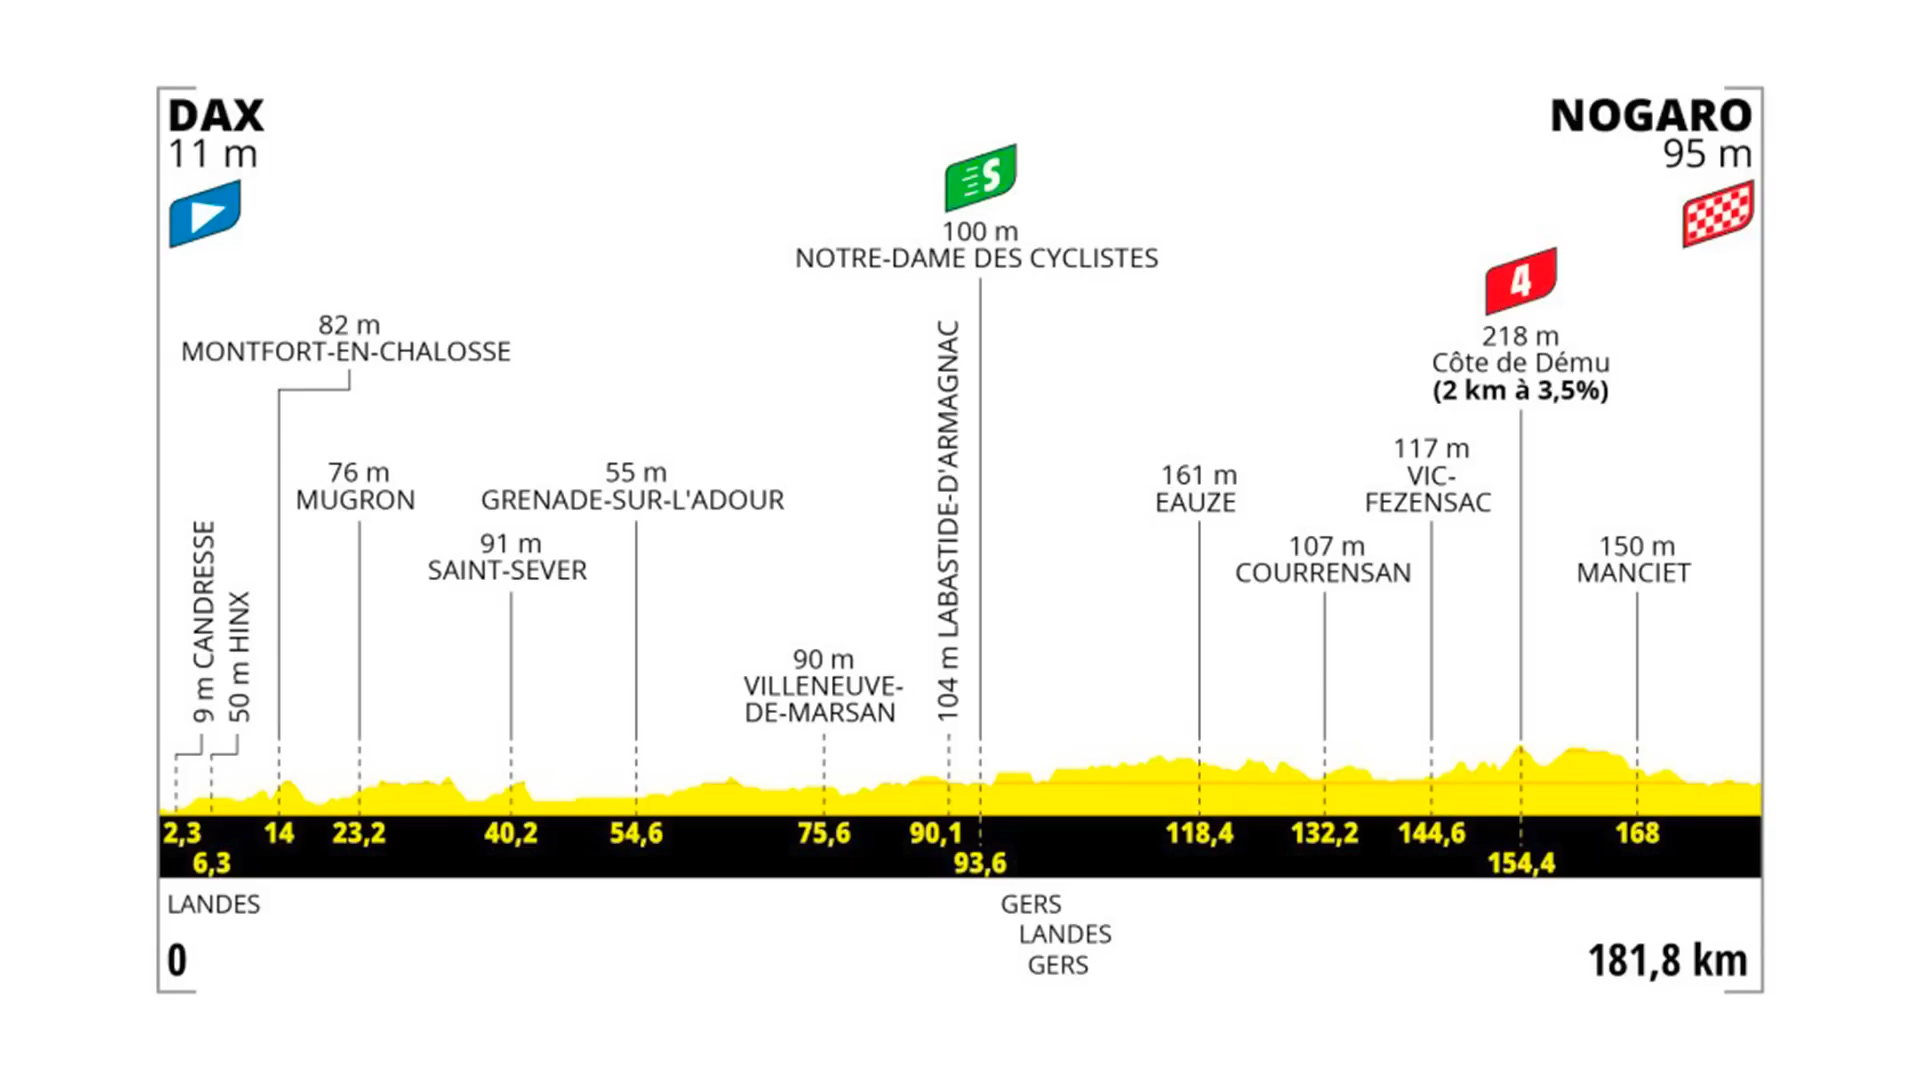 DAX
11 m
NOGARO
95 m
S
100 m
NOTRE-DAME DES CYCLISTES
4
218 m
Côte de Dému
(2 km à 3,5%)
82 m
MONTFORT-EN-CHALOSSE
76 m
MUGRON
55 m
GRENADE-SUR-L'ADOUR
91 m
SAINT-SEVER
9 m CANDRESSE
50 m HINX
90 m
VILLENEUVE-
DE-MARSAN
104 m LABASTIDE-D'ARMAGNAC
161 m
EAUZE
107 m
COURRENSAN
117 m
VIC-
FEZENSAC
150 m
MANCIET
2,3
6,3
14
23,2
40,2
54,6
75,6
90,1
93,6
118,4
132,2
144,6
154,4
168
LANDES
GERS
LANDES
GERS
0
181,8 km